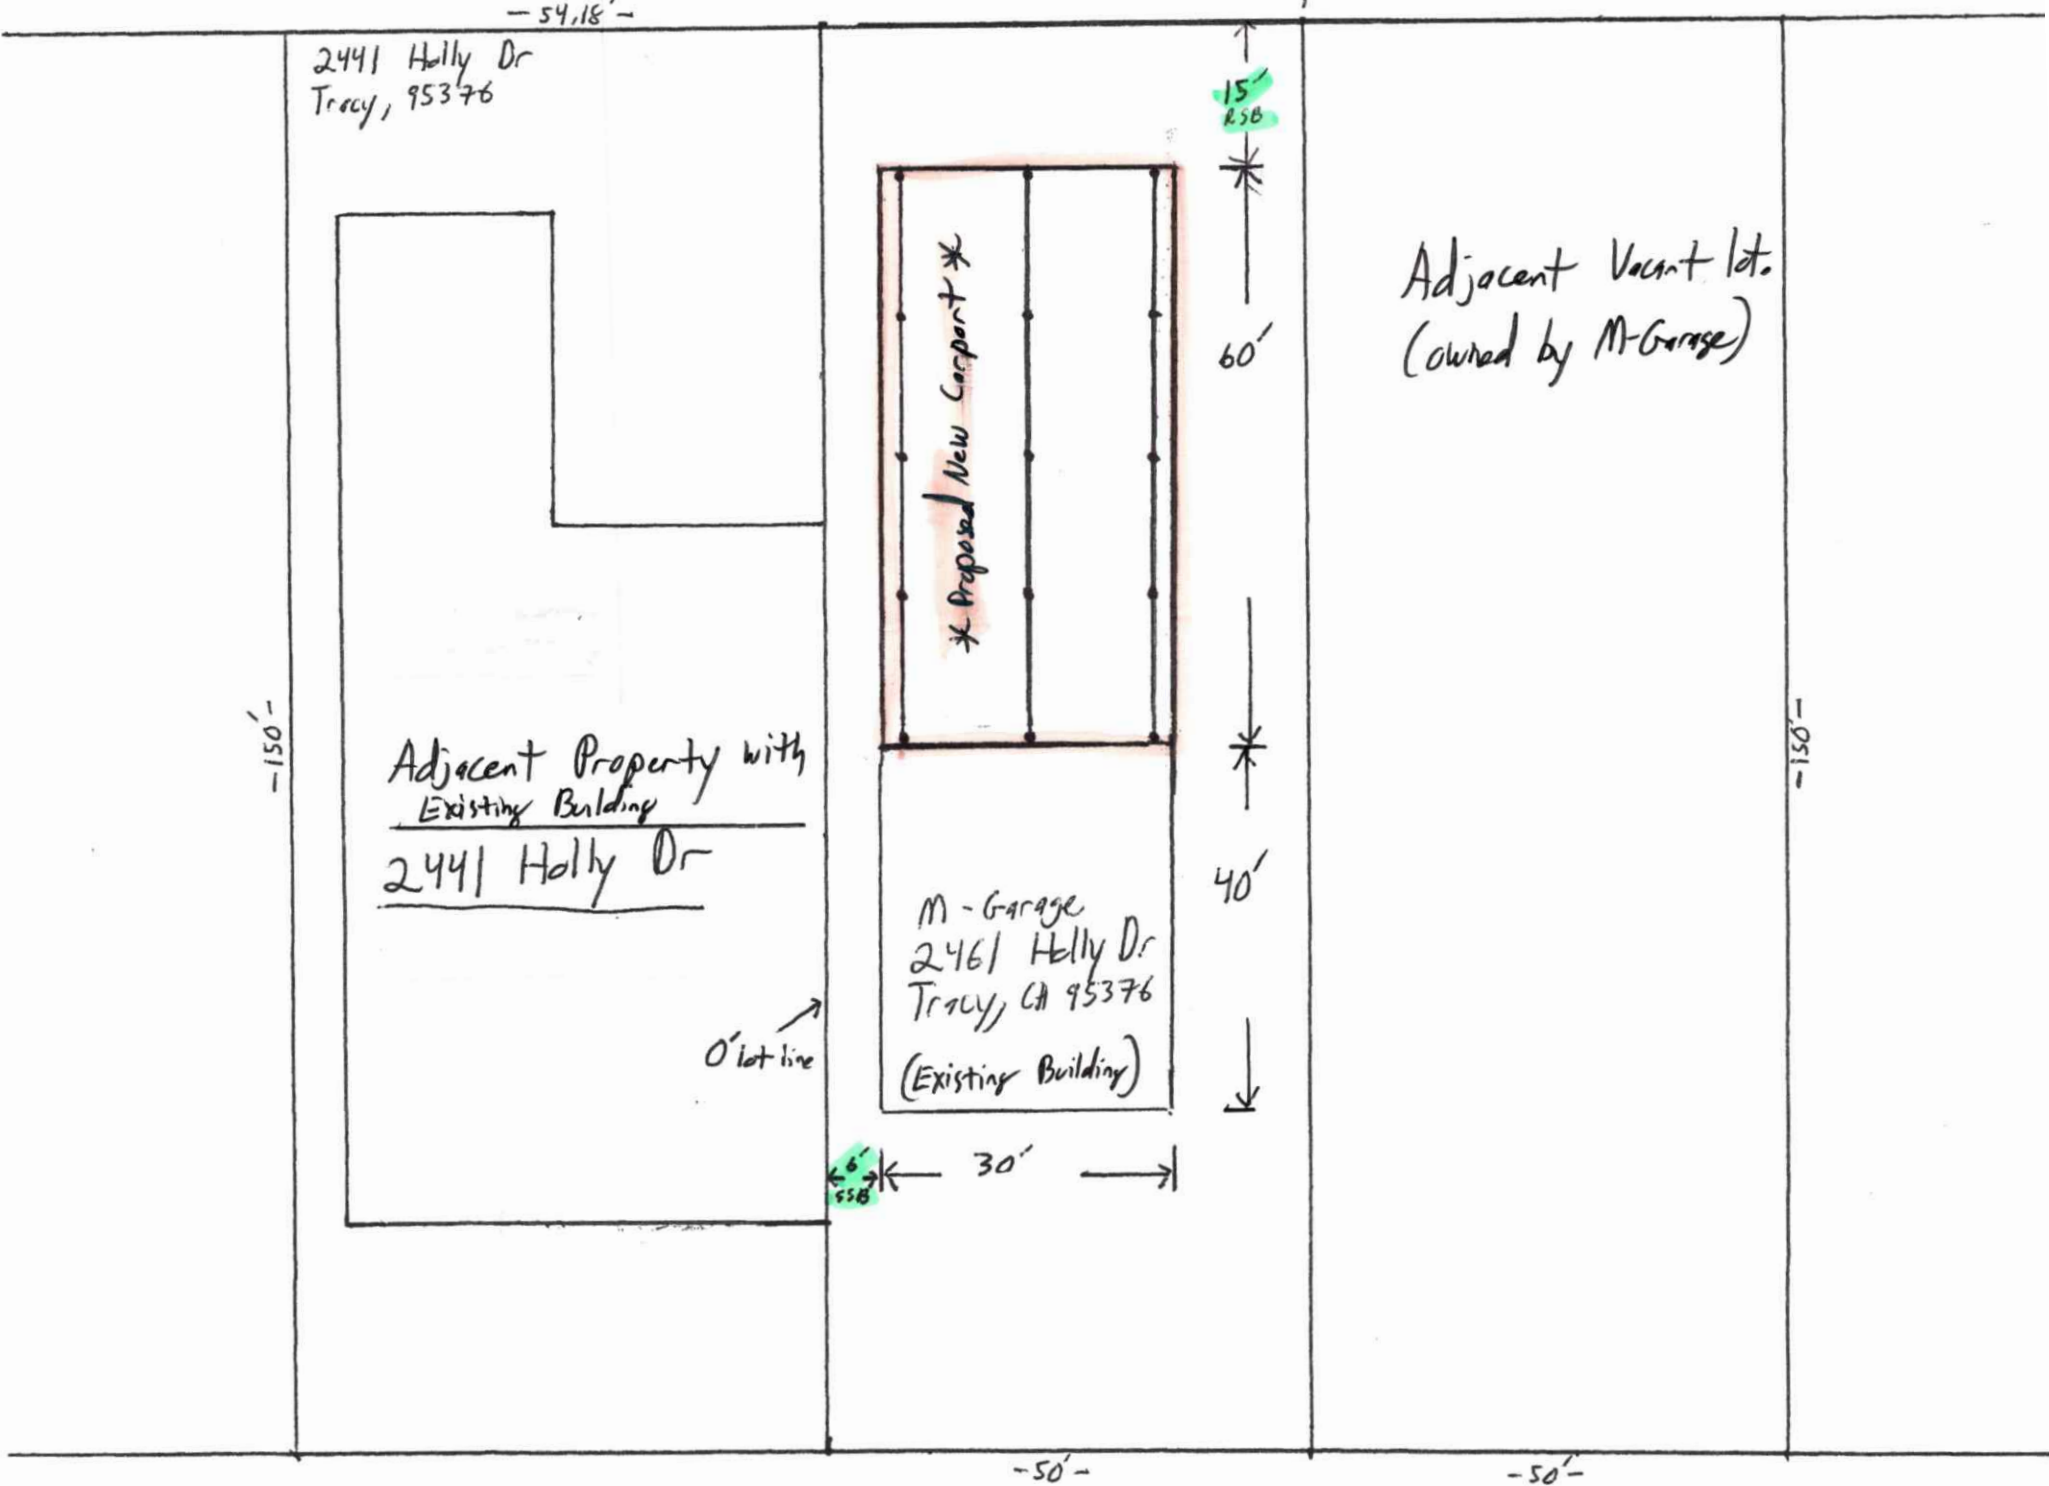 - 54.18' -
2441 Holly Dr
Tracy, 95376
15'
RSB
* Proposed New Carport *
60'
Adjacent Vacant lot.
(owned by M-Garage)
- 150' -
- 150' -
Adjacent Property with
Existing Building
2441 Holly Dr
40'
M - Garage
2461 Holly Dr
Tracy, CA 95376
(Existing Building)
0' lot line
6'
SSB
30'
- 50' -
- 50' -